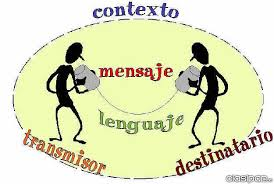 contexto
mensaje
lenguaje
transmisor
destinatario